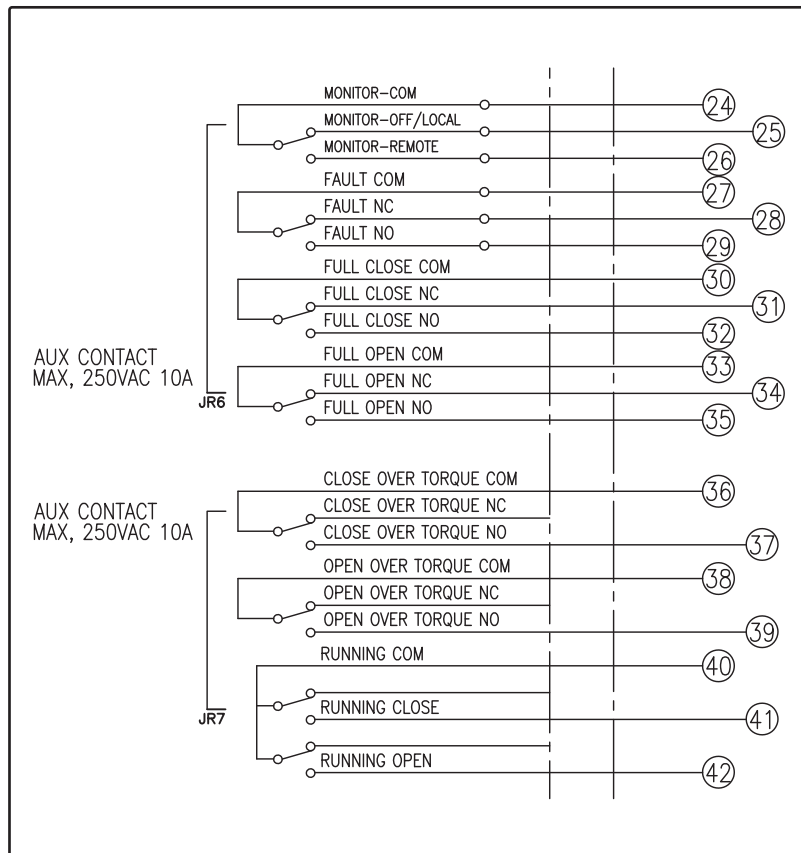 MONITOR-COM 24
MONITOR-OFF/LOCAL 25
MONITOR-REMOTE 26
FAULT COM 27
FAULT NC 28
FAULT NO 29
FULL CLOSE COM 30
FULL CLOSE NC 31
FULL CLOSE NO 32
AUX CONTACT
MAX, 250VAC 10A
JR6
FULL OPEN COM 33
FULL OPEN NC 34
FULL OPEN NO 35
CLOSE OVER TORQUE COM 36
AUX CONTACT
MAX, 250VAC 10A
CLOSE OVER TORQUE NC
CLOSE OVER TORQUE NO 37
OPEN OVER TORQUE COM 38
OPEN OVER TORQUE NC
OPEN OVER TORQUE NO 39
RUNNING COM 40
JR7
RUNNING CLOSE 41
RUNNING OPEN 42